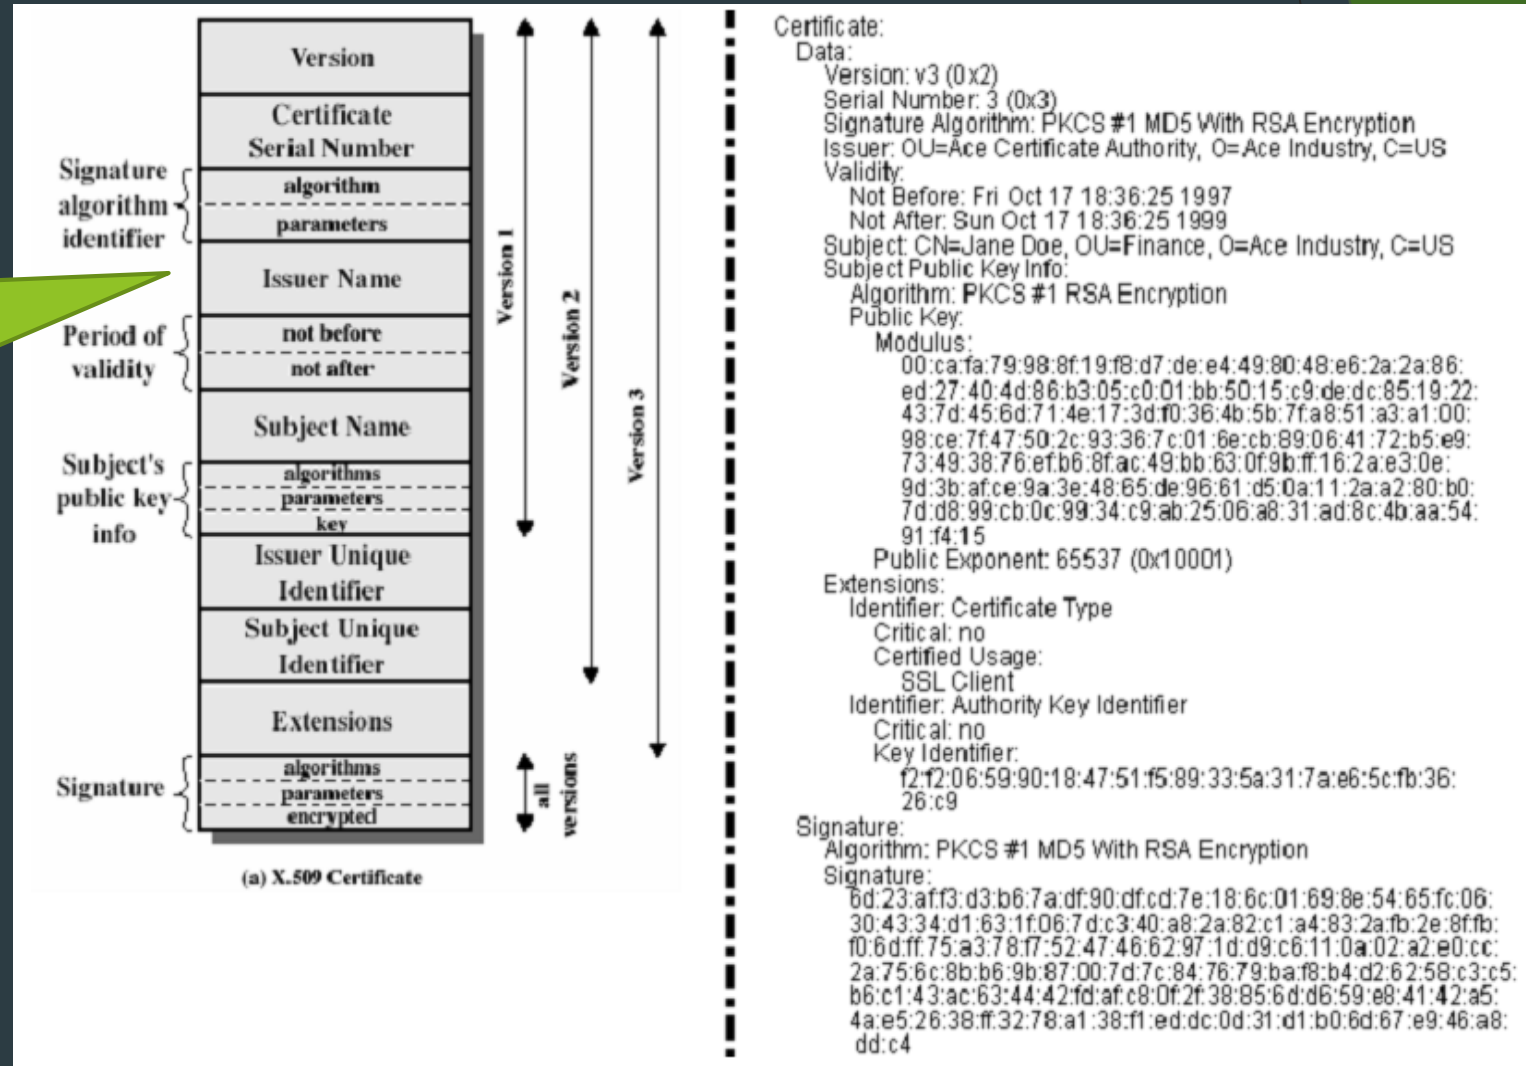 Version
Certificate
Serial Number
Signature
algorithm
identifier
algorithm
parameters
Issuer Name
Period of
validity
not before
not after
Subject Name
Subject's
public key
info
algorithms
parameters
key
Issuer Unique
Identifier
Subject Unique
Identifier
Extensions
Signature
algorithms
parameters
encrypted
Version 1
Version 2
Version 3
all
versions
(a) X.509 Certificate
Certificate:
Data:
Version: v3 (0x2)
Serial Number: 3 (0x3)
Signature Algorithm: PKCS #1 MD5 With RSA Encryption
Issuer: OU=Ace Certificate Authority, O=Ace Industry, C=US
Validity:
Not Before: Fri Oct 17 18:36:25 1997
Not After: Sun Oct 17 18:36:25 1999
Subject: CN=Jane Doe, OU=Finance, O=Ace Industry, C=US
Subject Public Key Info:
Algorithm: PKCS #1 RSA Encryption
Public Key:
Modulus:
00:ca:fa:79:98:8f:19:f8:d7:de:e4:49:80:48:e6:2a:2a:86:
ed:27:40:4d:86:b3:05:c0:01:bb:50:15:c9:de:dc:85:19:22:
43:7d:45:6d:71:4e:17:3d:f0:36:4b:5b:7f:a8:51:a3:a1:00:
98:ce:7f:47:50:2c:93:36:7c:01:6e:cb:89:06:41:72:b5:e9:
73:49:38:76:ef:b6:8f:ac:49:bb:63:0f:9b:ff:16:2a:e3:0e:
9d:3b:af:ce:9a:3e:48:65:de:96:61:d5:0a:11:2a:a2:80:b0:
7d:d8:99:cb:0c:99:34:c9:ab:25:06:a8:31:ad:8c:4b:aa:54:
91:f4:15
Public Exponent: 65537 (0x10001)
Extensions:
Identifier: Certificate Type
Critical: no
Certified Usage:
SSL Client
Identifier: Authority Key Identifier
Critical: no
Key Identifier:
f2:f2:06:59:90:18:47:51:f5:89:33:5a:31:7a:e6:5c:fb:36:
26:c9
Signature:
Algorithm: PKCS #1 MD5 With RSA Encryption
Signature:
6d:23:af:f3:d3:b6:7a:df:90:df:cd:7e:18:6c:01:69:8e:54:65:fc:06:
30:43:34:d1:63:1f:06:7d:c3:40:a8:2a:82:c1:a4:83:2a:fb:2e:8f:fb:
f0:6d:ff:75:a3:78:f7:52:47:46:62:97:1d:d9:c6:11:0a:02:a2:e0:cc:
2a:75:6c:8b:b6:9b:87:00:7d:7c:84:76:79:ba:f8:b4:d2:62:58:c3:c5:
b6:c1:43:ac:63:44:42:fd:af:c8:0f:2f:38:85:6d:d6:59:e8:41:42:a5:
4a:e5:26:38:ff:32:78:a1:38:f1:ed:dc:0d:31:d1:b0:6d:67:e9:46:a8:
dd:c4